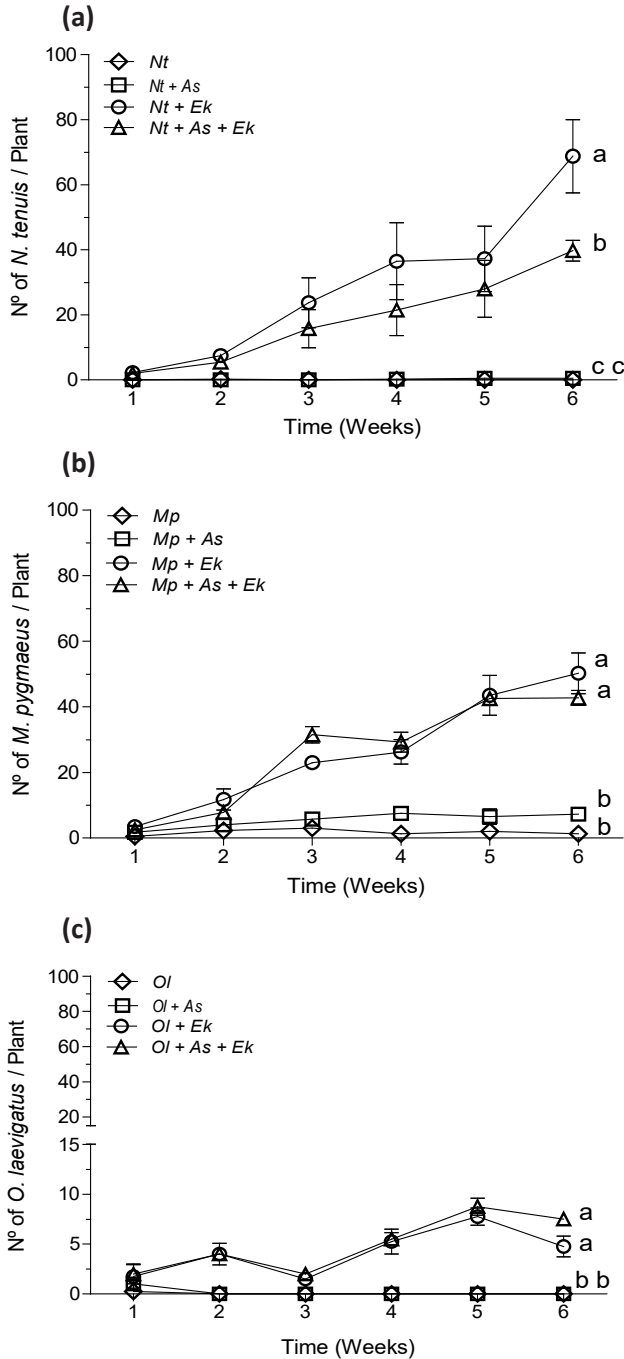 (a)
Nt
Nt + As
Nt + Ek
Nt + As + Ek
100
80
60
40
20
0
Nº of N. tenuis / Plant
a
b
c c
1 2 3 4 5 6
Time (Weeks)
(b)
Mp
Mp + As
Mp + Ek
Mp + As + Ek
100
80
60
40
20
0
Nº of M. pygmaeus / Plant
a
a
b
b
1 2 3 4 5 6
Time (Weeks)
(c)
Ol
Ol + As
Ol + Ek
Ol + As + Ek
100
80
60
40
20
15
10
5
0
Nº of O. laevigatus / Plant
a
a
b b
1 2 3 4 5 6
Time (Weeks)